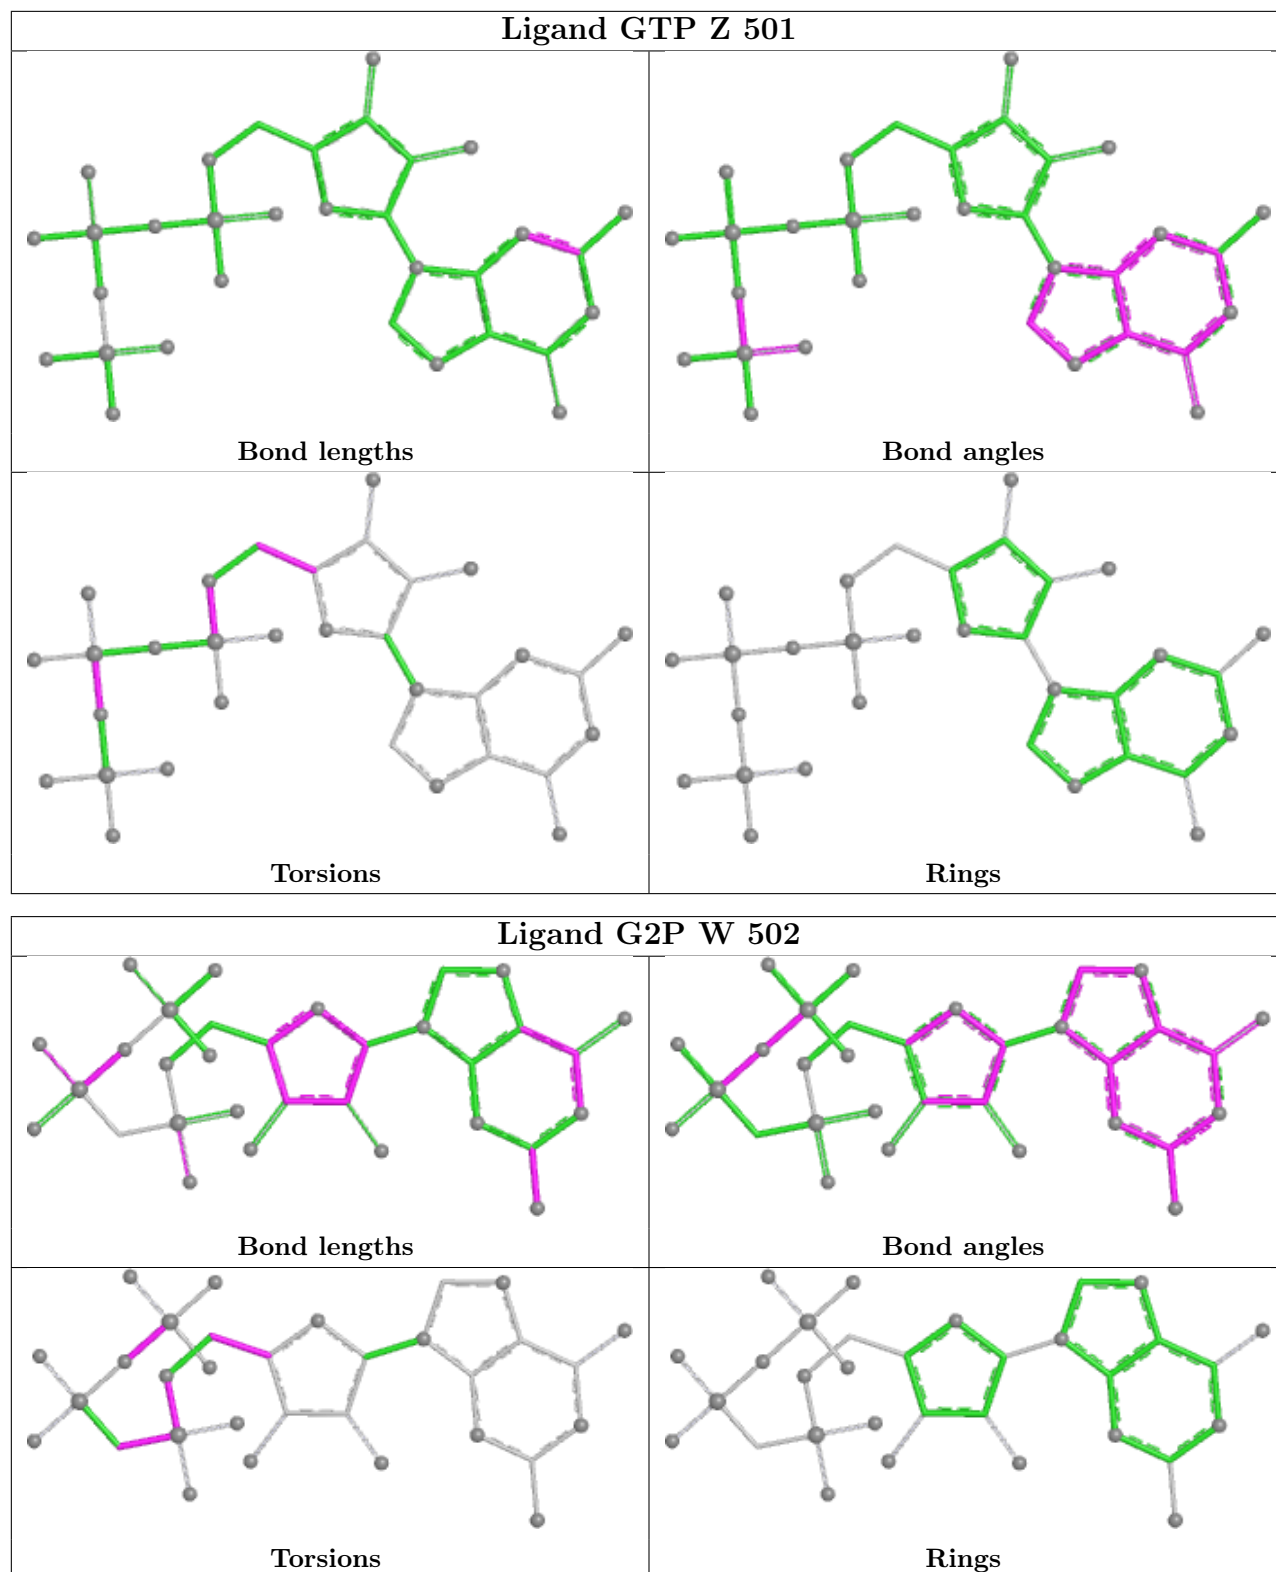 Ligand GTP Z 501
Bond lengths
Bond angles
Torsions
Rings
Ligand G2P W 502
Bond lengths
Bond angles
Torsions
Rings